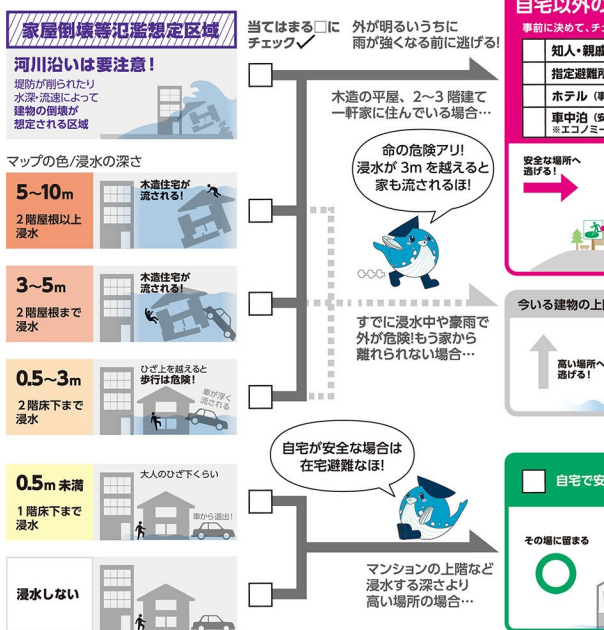 家屋倒壊等氾濫想定区域
河川沿いは要注意！
堤防が削られたり
水深・流速によって
建物の倒壊が
想定される区域
当てはまる□に
チェック✓
外が明るいうちに
雨が強くなる前に逃げる!
木造の平屋、2～3階建て
一軒家に住んでいる場合…
マップの色/浸水の深さ
5～10m
2階屋根以上
浸水
木造住宅が
流される!
命の危険アリ!
浸水が3mを越えると
家も流されるほ!
3～5m
2階屋根まで
浸水
木造住宅が
流される!
すでに浸水中や豪雨で
外が危険!もう家から
離れられない場合…
0.5～3m
2階床下まで
浸水
ひざ上を越えると
歩行は危険!
車が浮く
流される
自宅が安全な場合は
在宅避難なほ!
0.5m 未満
1階床下まで
浸水
大人のひざ下くらい
車から退出!
浸水しない
マンションの上階など
浸水する深さより
高い場所の場合…
自宅以外の
事前に決めて、チェ
知人・親戚
指定避難所
ホテル（事
車中泊（安
※エコノミー
安全な場所へ
逃げる!
今いる建物の上階
高い場所へ
逃げる!
自宅で安
その場に留まる